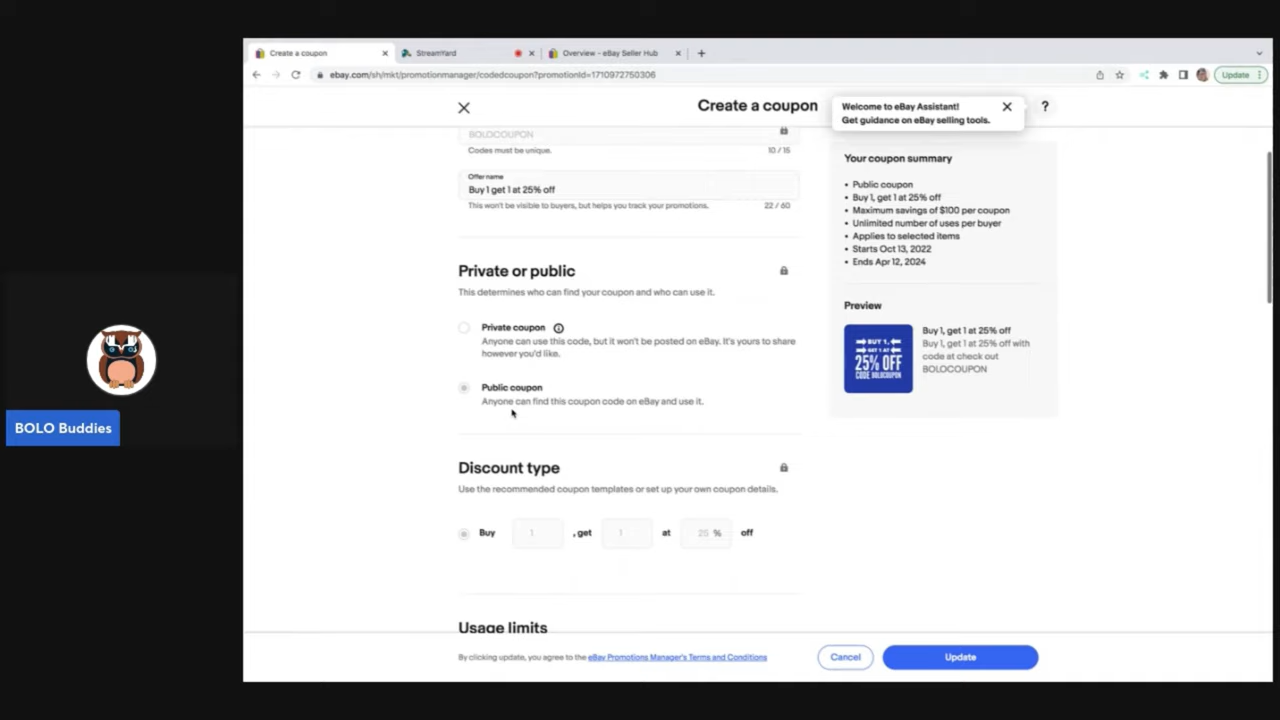 Create a coupon
StreamYard
Overview - eBay Seller Hub
ebay.com/sh/mkt/promotionmanager/codedcoupon?promotionId=1710972750306
Update
Create a coupon
Welcome to eBay Assistant!
Get guidance on eBay selling tools.
?
BOLOCOUPON
Codes must be unique.
10 / 15
Offer name
Buy 1 get 1 at 25% off
This won't be visible to buyers, but helps you track your promotions.
22 / 60
Private or public
This determines who can find your coupon and who can use it.
Private coupon
Anyone can use this code, but it won't be posted on eBay. It's yours to share
however you'd like.
Public coupon
Anyone can find this coupon code on eBay and use it.
Discount type
Use the recommended coupon templates or set up your own coupon details.
Buy 1 , get 1 at 25 % off
Usage limits
By clicking update, you agree to the eBay Promotions Manager's Terms and Conditions
Cancel
Update
Your coupon summary
• Public coupon
• Buy 1, get 1 at 25% off
• Maximum savings of $100 per coupon
• Unlimited number of uses per buyer
• Applies to selected items
• Starts Oct 13, 2022
• Ends Apr 12, 2024
Preview
BUY 1,
GET 1 AT
25% OFF
CODE BOLOCOUPON
Buy 1, get 1 at 25% off
Buy 1, get 1 at 25% off with
code at check out
BOLOCOUPON
BOLO Buddies